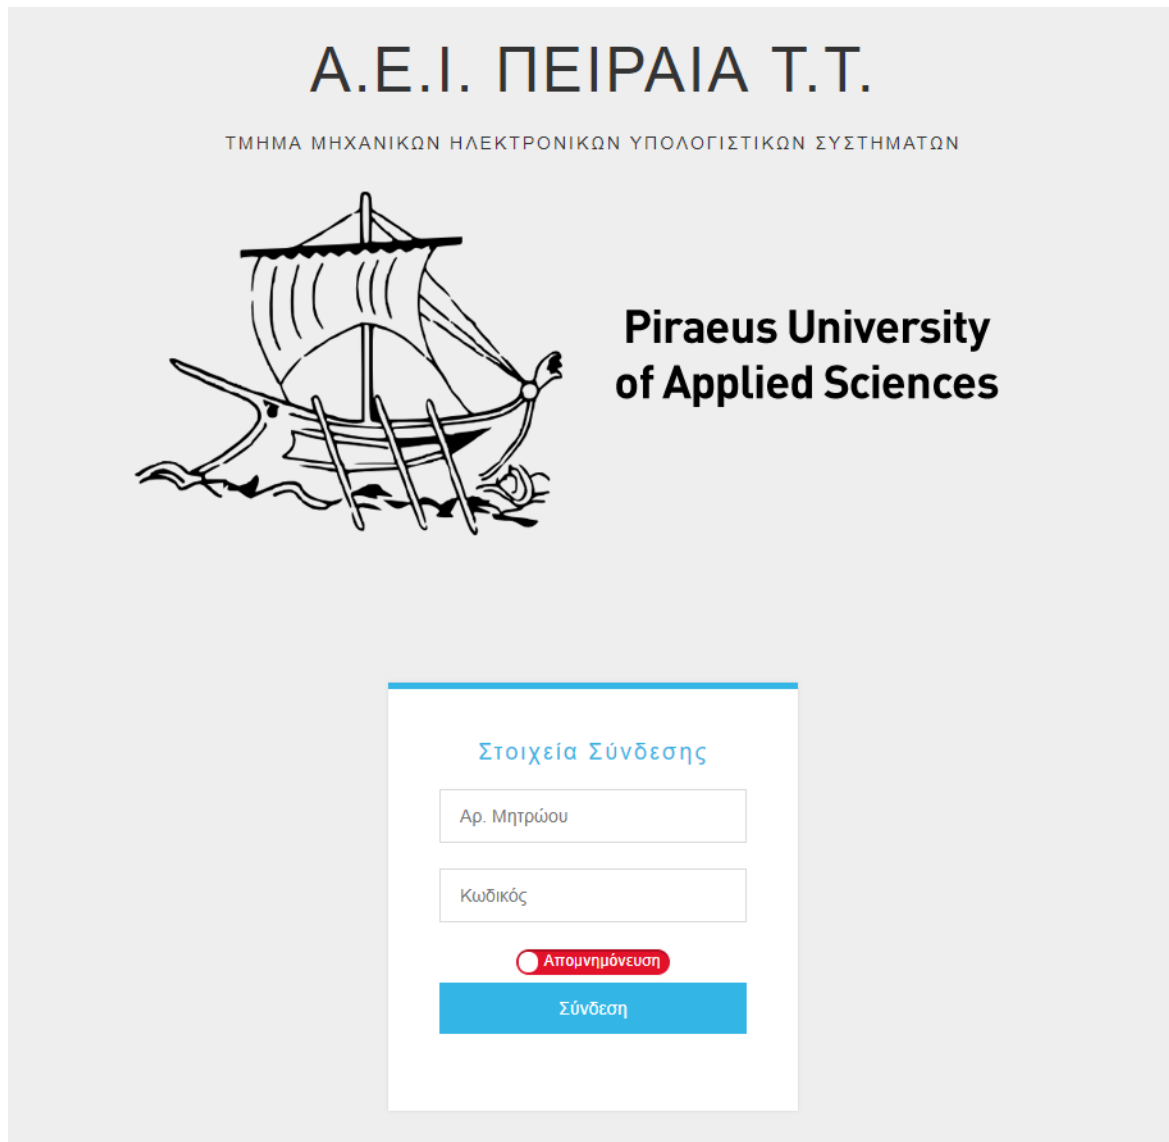 Α.Ε.Ι. ΠΕΙΡΑΙΑ Τ.Τ.
ΤΜΗΜΑ ΜΗΧΑΝΙΚΩΝ ΗΛΕΚΤΡΟΝΙΚΩΝ ΥΠΟΛΟΓΙΣΤΙΚΩΝ ΣΥΣΤΗΜΑΤΩΝ
Piraeus University
of Applied Sciences
Στοιχεία Σύνδεσης
Αρ. Μητρώου
Κωδικός
Απομνημόνευση
Σύνδεση